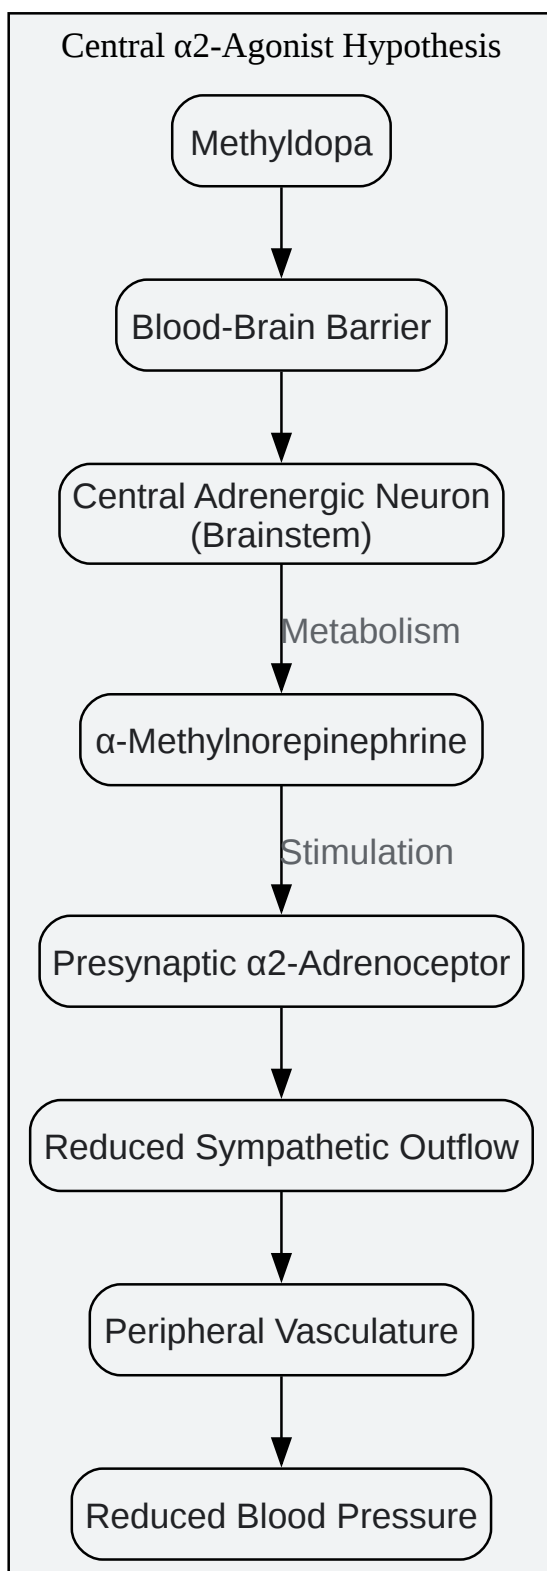 Central α2-Agonist Hypothesis
Methyldopa
Blood-Brain Barrier
Central Adrenergic Neuron
(Brainstem)
Metabolism
α-Methylnorepinephrine
Stimulation
Presynaptic α2-Adrenoceptor
Reduced Sympathetic Outflow
Peripheral Vasculature
Reduced Blood Pressure